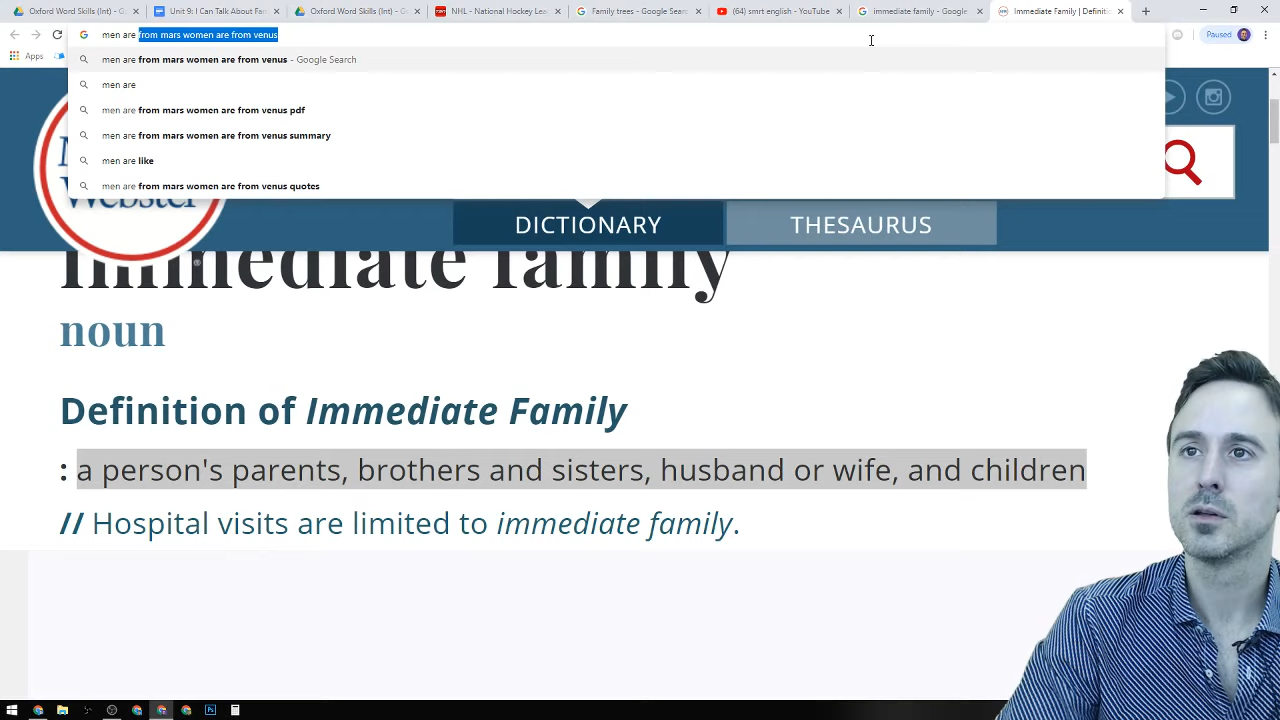 Oxford Word Skills (Int) - G
Unit 9: I Can Talk About Fam
Oxford Word Skills (Int) - G
NHL - National Hockey Lea
Family trees - Google Searc
(64) smrt english - YouTube
immediate family - Google
Immediate Family | Definitio
men are from mars women are from venus
Paused
Apps
men are from mars women are from venus - Google Search
men are
men are from mars women are from venus pdf
men are from mars women are from venus summary
men are like
men are from mars women are from venus quotes
Webster
DICTIONARY
THESAURUS
immediate family
noun
Definition of Immediate Family
: a person's parents, brothers and sisters, husband or wife, and children
// Hospital visits are limited to immediate family.